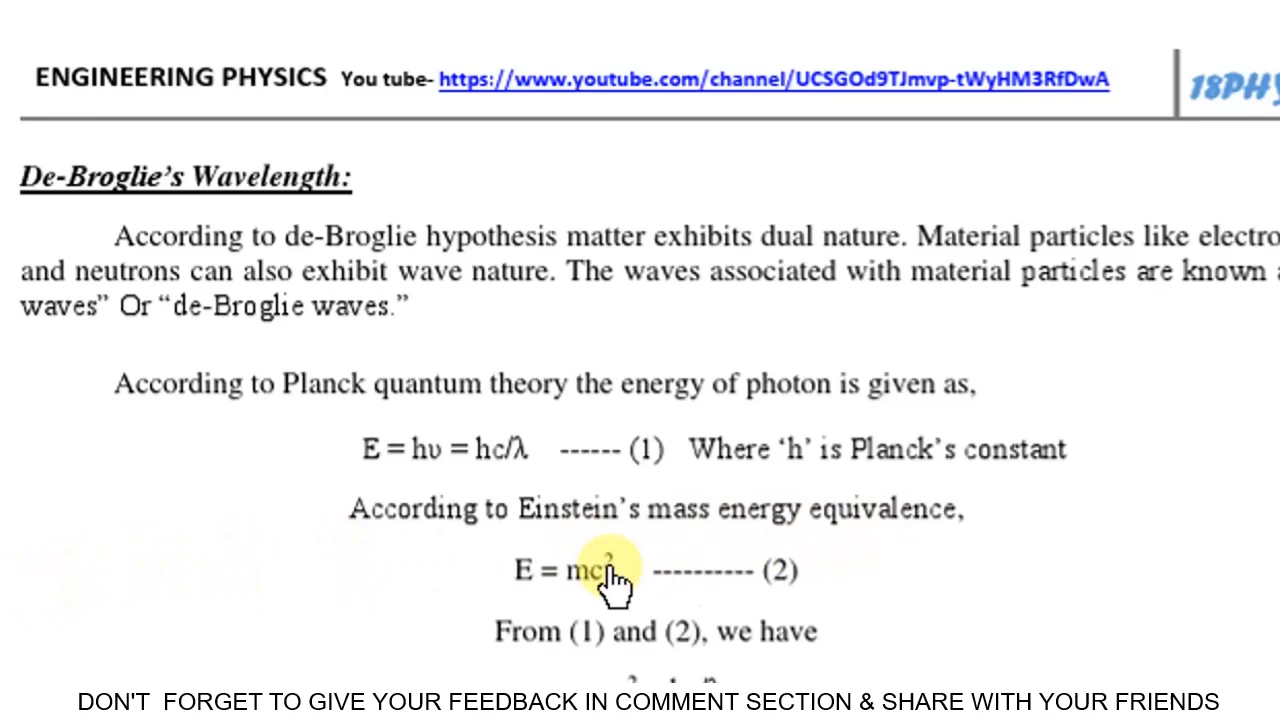 ENGINEERING PHYSICS You tube- https://www.youtube.com/channel/UCSGOd9TJmvp-tWyHM3RfDwA
18PHY
De-Broglie's Wavelength:
According to de-Broglie hypothesis matter exhibits dual nature. Material particles like electro
and neutrons can also exhibit wave nature. The waves associated with material particles are known a
waves” Or “de-Broglie waves.”
According to Planck quantum theory the energy of photon is given as,
E = hυ = hc/λ ------ (1) Where ‘h’ is Planck’s constant
According to Einstein’s mass energy equivalence,
E = mc² ---------- (2)
From (1) and (2), we have
DON'T FORGET TO GIVE YOUR FEEDBACK IN COMMENT SECTION & SHARE WITH YOUR FRIENDS